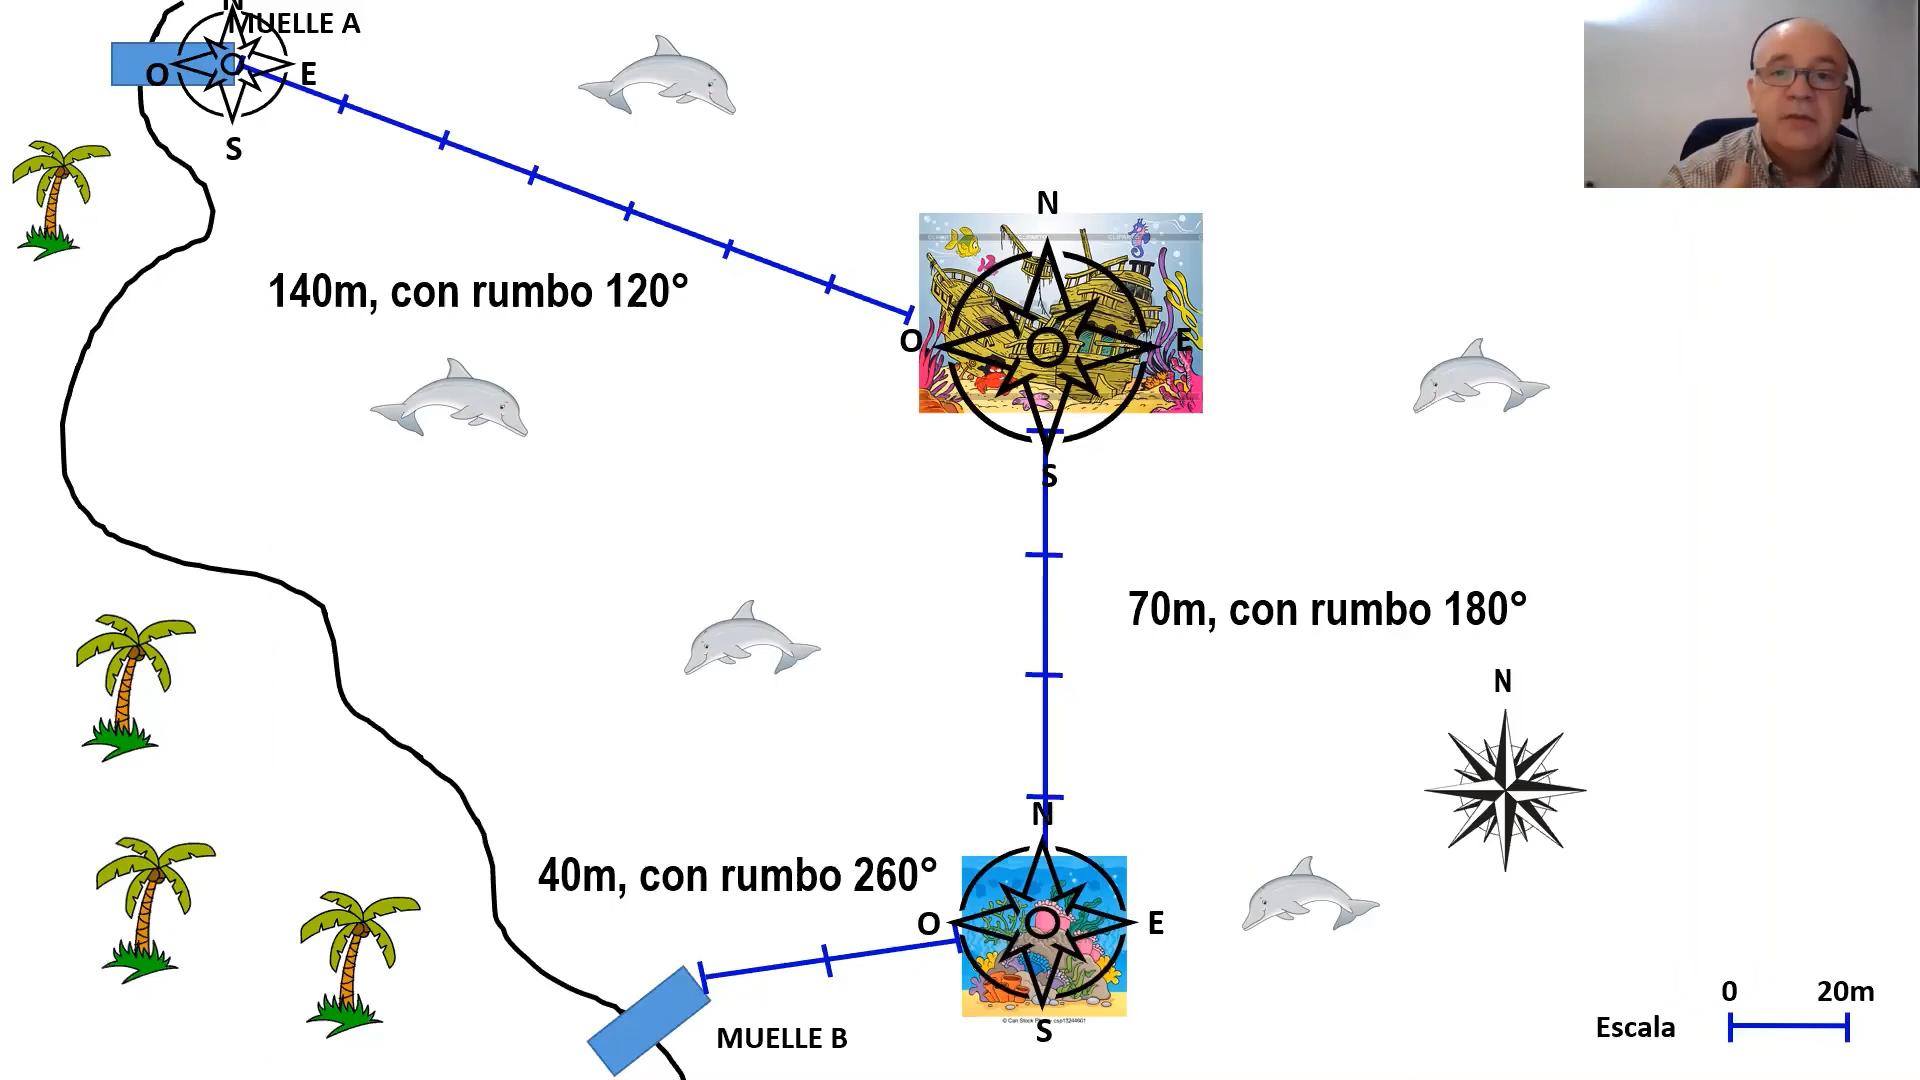 N
MUELLE A
O
E
S
N
140m, con rumbo 120°
O
E
S
70m, con rumbo 180°
N
N
40m, con rumbo 260°
O
E
0
20m
Escala
S
MUELLE B